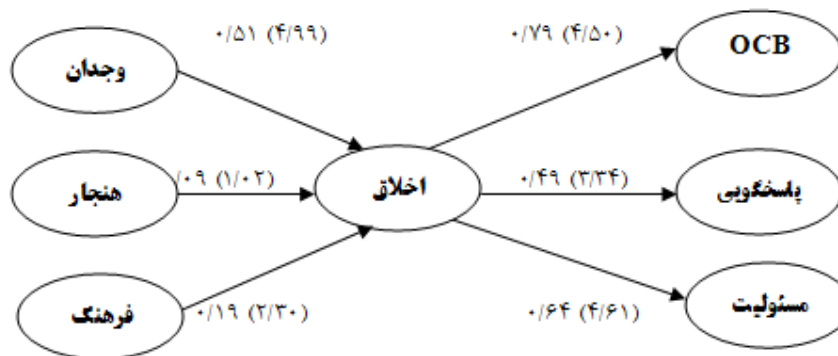 ۰/۵۱ (۴/۹۹)
۰/۷۹ (۴/۵۰)
OCB
وجدان
/۰۹ (۱/۰۲)
۰/۴۹ (۳/۳۴)
هنجار
اخلاق
پاسخگویی
فرهنگ
۰/۱۹ (۲/۳۰)
۰/۶۴ (۴/۶۱)
مسئولیت